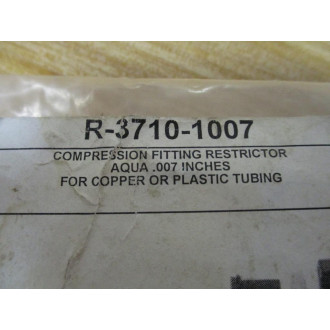 R-3710-1007
COMPRESSION FITTING RESTRICTOR
AQUA .007 INCHES
FOR COPPER OR PLASTIC TUBING